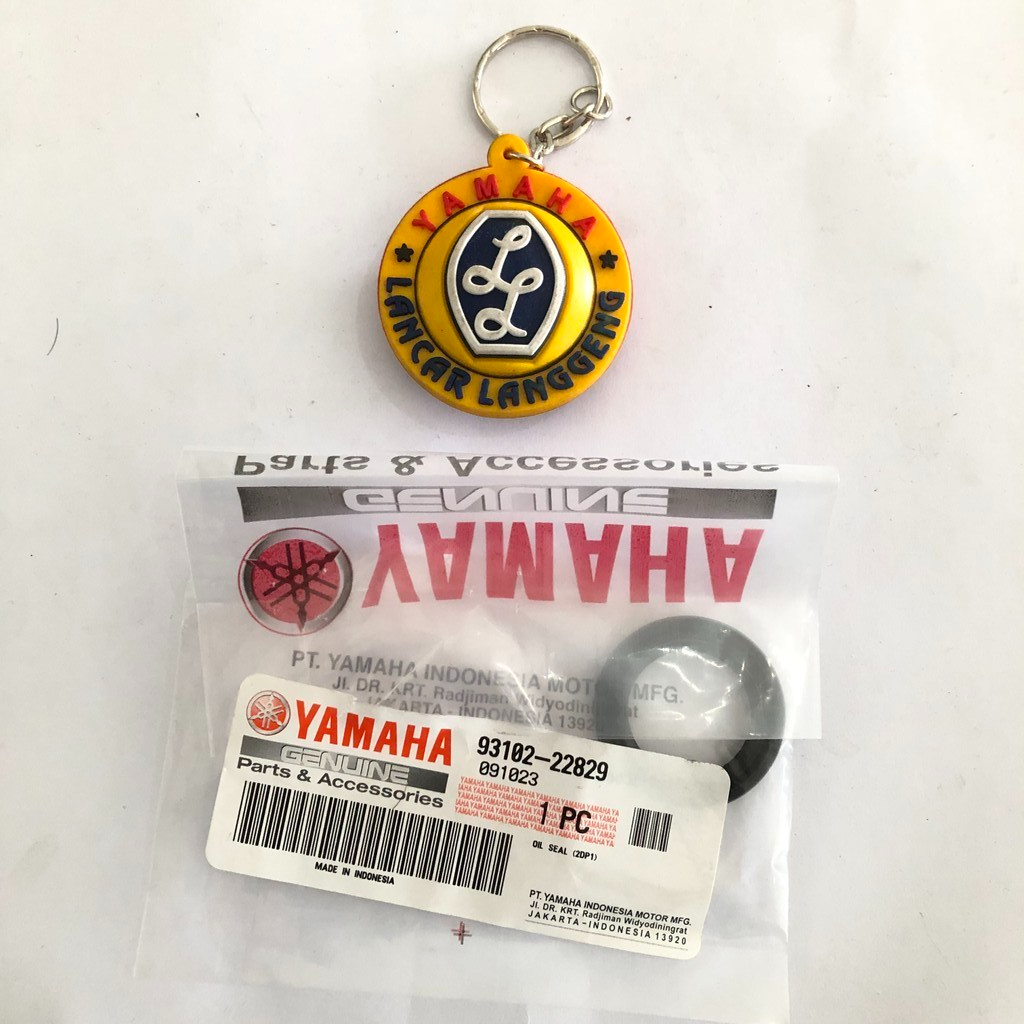 YAMAHA
LL
LANCAR LANGGENG
Parts & Accessories
GENUINE
YAMAHA
PT. YAMAHA INDONESIA MOTOR MFG.
Jl. DR. KRT. Radjiman Widyodiningrat
JAKARTA - INDONESIA 13920
YAMAHA
GENUINE
Parts & Accessories
93102-22829
091023
1 PC
OIL SEAL (2DP1)
MADE IN INDONESIA
PT. YAMAHA INDONESIA MOTOR MFG.
Jl. DR. KRT. Radjiman Widyodiningrat
JAKARTA-INDONESIA 13920